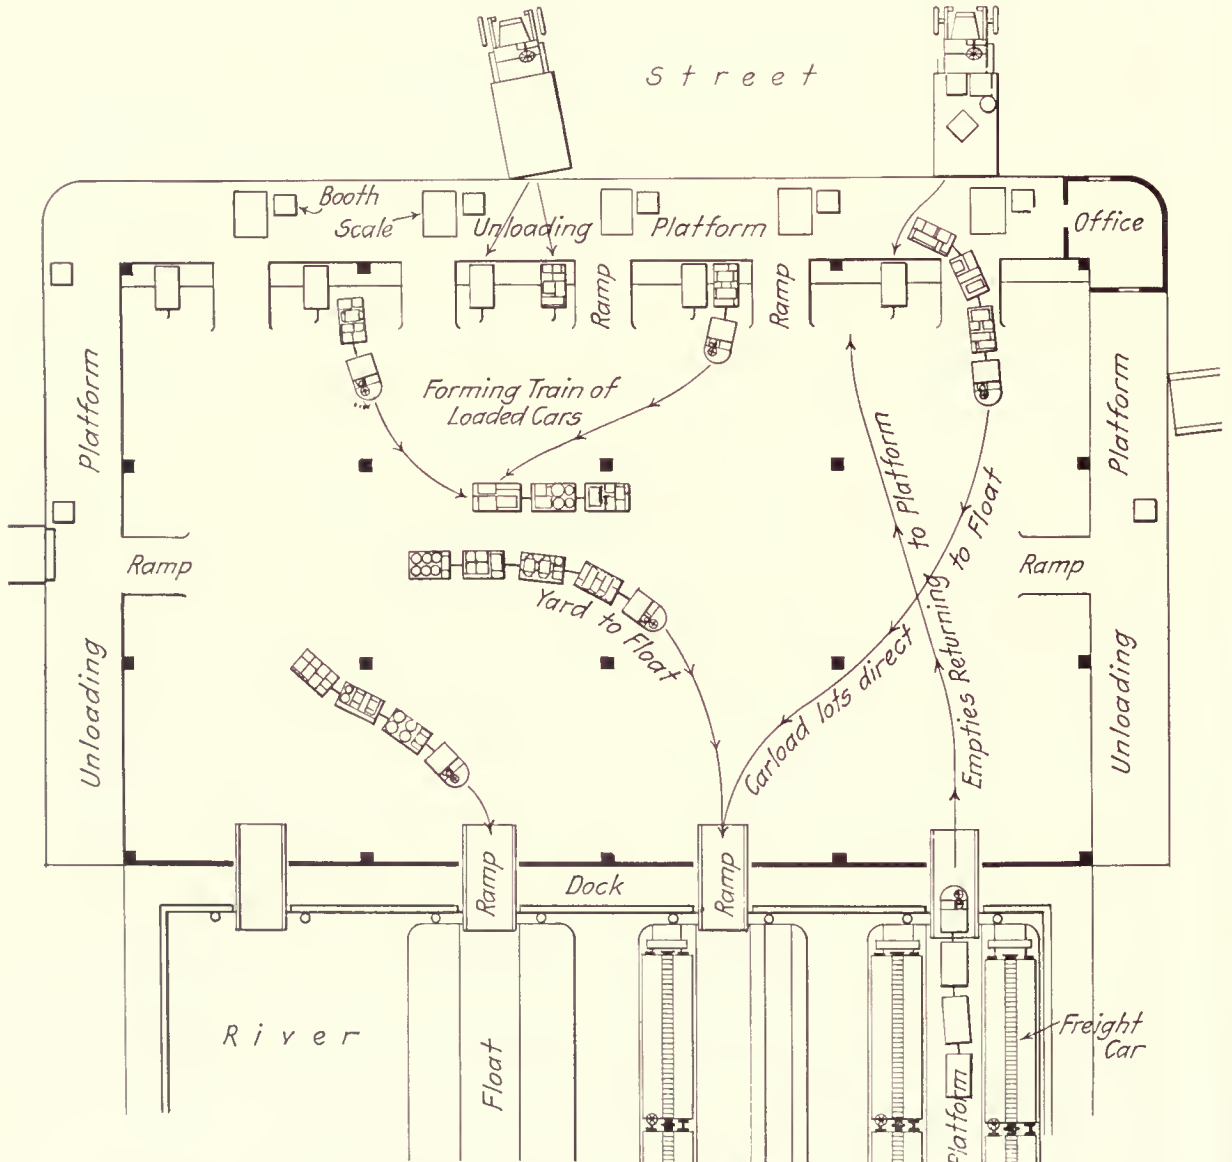 Street
Booth
Scale
Unloading Platform
Office
Ramp
Ramp
Platform
Forming Train of
Loaded Cars
Platform
to Platform
to Float
Ramp
Ramp
Yard to Float
Unloading
Carload lots direct
Empties Returning
Unloading
Ramp
Dock
Ramp
River
Float
Freight
Car
Platform